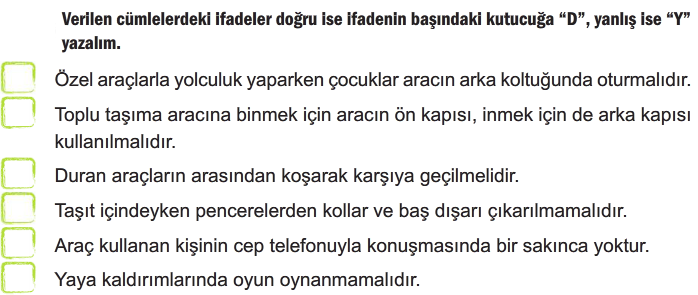 Verilen cümlelerdeki ifadeler doğru ise ifadenin başındaki kutucuğa “D”, yanlış ise “Y”
yazalım.
Özel araçlarla yolculuk yaparken çocuklar aracın arka koltuğunda oturmalıdır.
Toplu taşıma aracına binmek için aracın ön kapısı, inmek için de arka kapısı
kullanılmalıdır.
Duran araçların arasından koşarak karşıya geçilmelidir.
Taşıt içindeyken pencerelerden kollar ve baş dışarı çıkarılmamalıdır.
Araç kullanan kişinin cep telefonuyla konuşmasında bir sakınca yoktur.
Yaya kaldırımlarında oyun oynanmamalıdır.